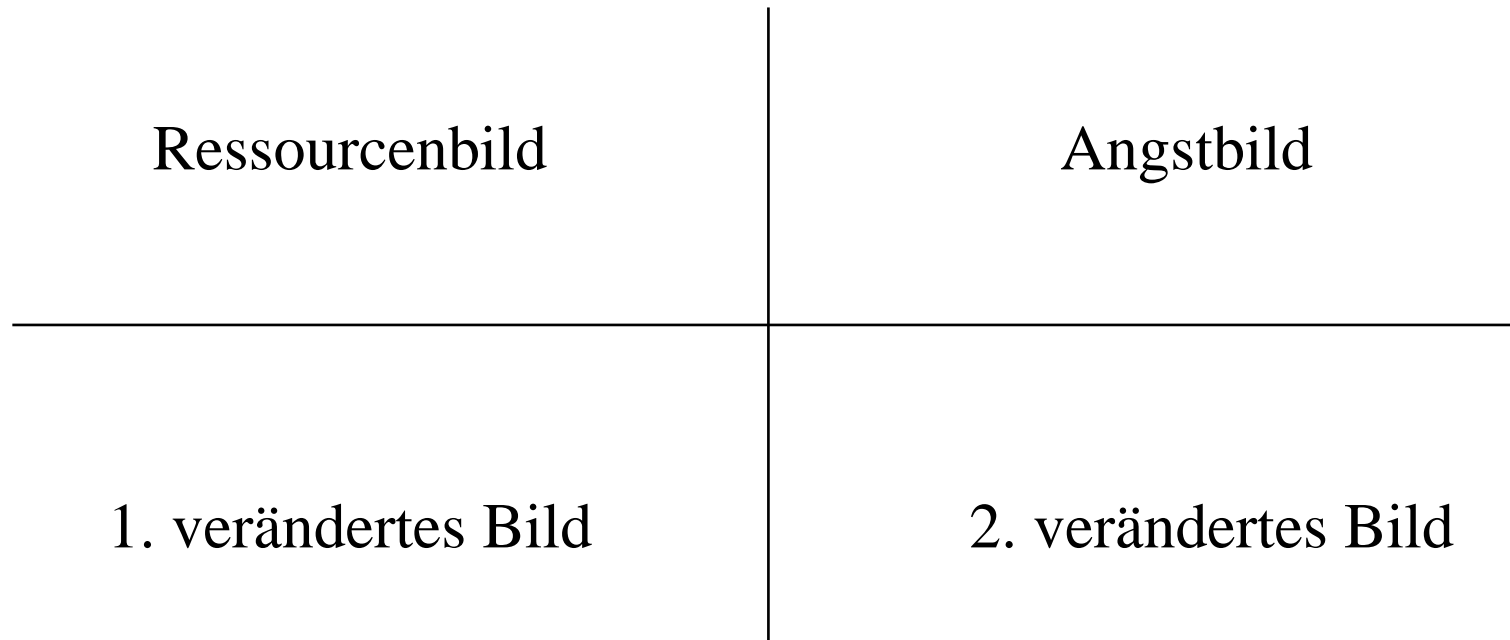 Ressourcenbild
Angstbild
1. verändertes Bild
2. verändertes Bild